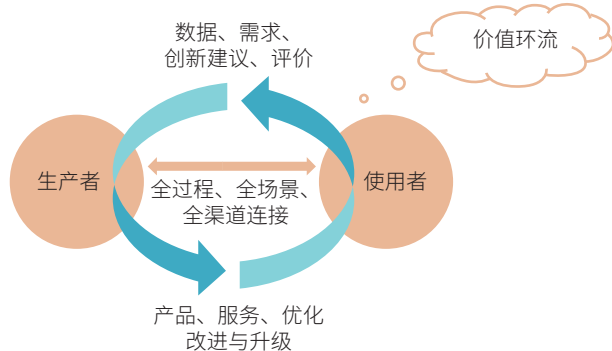 数据、需求、
创新建议、评价
价值环流
生产者
使用者
全过程、全场景、
全渠道连接
产品、服务、优化
改进与升级